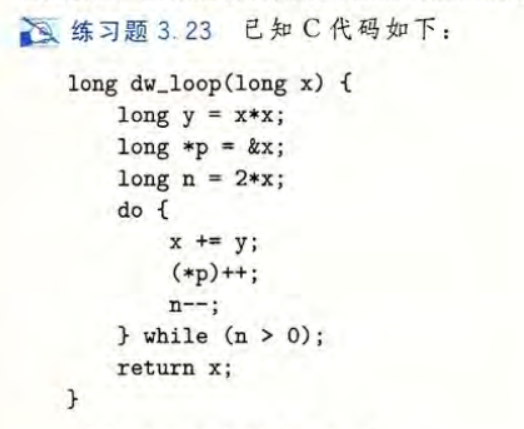 练习题 3.23 已知 C 代码如下：
long dw_loop(long x) {
    long y = x*x;
    long *p = &x;
    long n = 2*x;
    do {
        x += y;
        (*p)++;
        n--;
    } while (n > 0);
    return x;
}